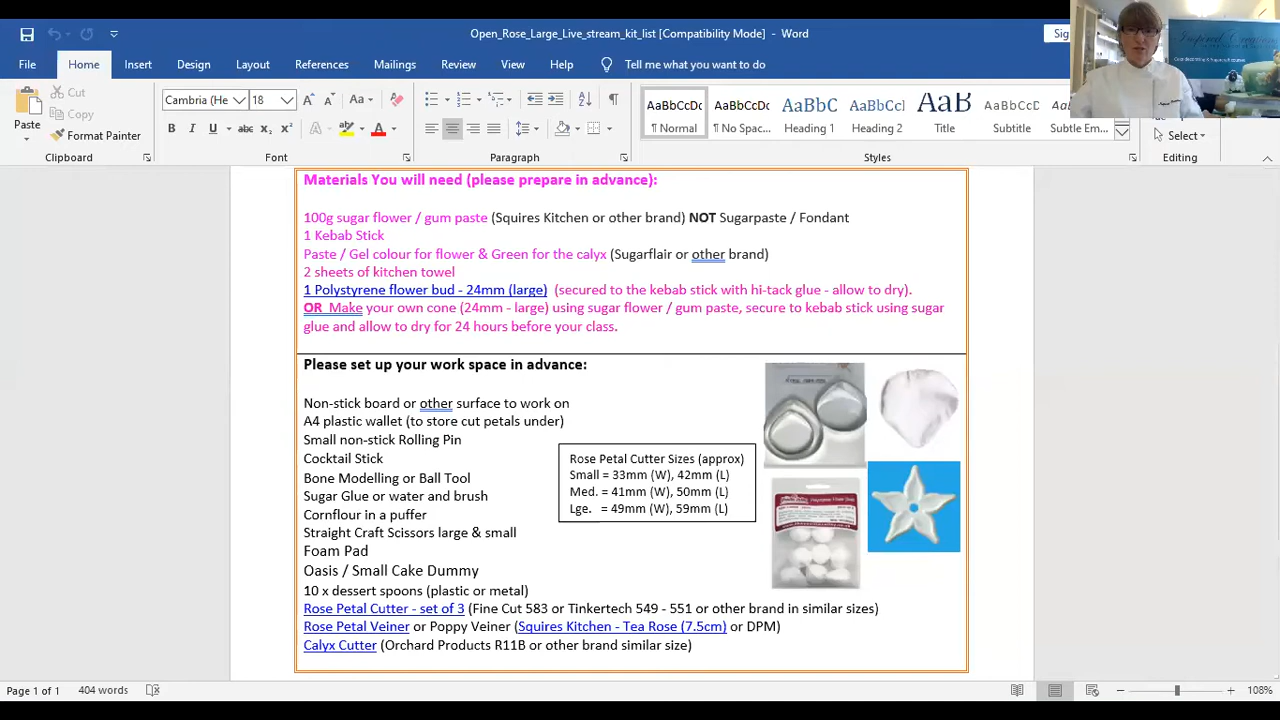 Open_Rose_Large_Live_stream_kit_list [Compatibility Mode] - Word
File Home Insert Design Layout References Mailings Review View Help Tell me what you want to do
Paste Cut Copy Format Painter Clipboard
Cambria (He 18 Font
Paragraph
AaBbCcDc ¶ Normal
AaBbCcDc ¶ No Spac...
AaBbC Heading 1
AaBbCcC Heading 2
AaB Title
AaBbCcD Subtitle
AaBbCcDc Subtle Em...
Styles
Select Editing
Materials You will need (please prepare in advance):
100g sugar flower / gum paste (Squires Kitchen or other brand) NOT Sugarpaste / Fondant
1 Kebab Stick
Paste / Gel colour for flower & Green for the calyx (Sugarflair or other brand)
2 sheets of kitchen towel
1 Polystyrene flower bud - 24mm (large) (secured to the kebab stick with hi-tack glue - allow to dry).
OR Make your own cone (24mm - large) using sugar flower / gum paste, secure to kebab stick using sugar
glue and allow to dry for 24 hours before your class.
Please set up your work space in advance:
Non-stick board or other surface to work on
A4 plastic wallet (to store cut petals under)
Small non-stick Rolling Pin
Cocktail Stick
Bone Modelling or Ball Tool
Sugar Glue or water and brush
Cornflour in a puffer
Straight Craft Scissors large & small
Foam Pad
Oasis / Small Cake Dummy
10 x dessert spoons (plastic or metal)
Rose Petal Cutter - set of 3 (Fine Cut 583 or Tinkertech 549 - 551 or other brand in similar sizes)
Rose Petal Veiner or Poppy Veiner (Squires Kitchen - Tea Rose (7.5cm) or DPM)
Calyx Cutter (Orchard Products R11B or other brand similar size)
Rose Petal Cutter Sizes (approx)
Small = 33mm (W), 42mm (L)
Med. = 41mm (W), 50mm (L)
Lge. = 49mm (W), 59mm (L)
Page 1 of 1 404 words 108%